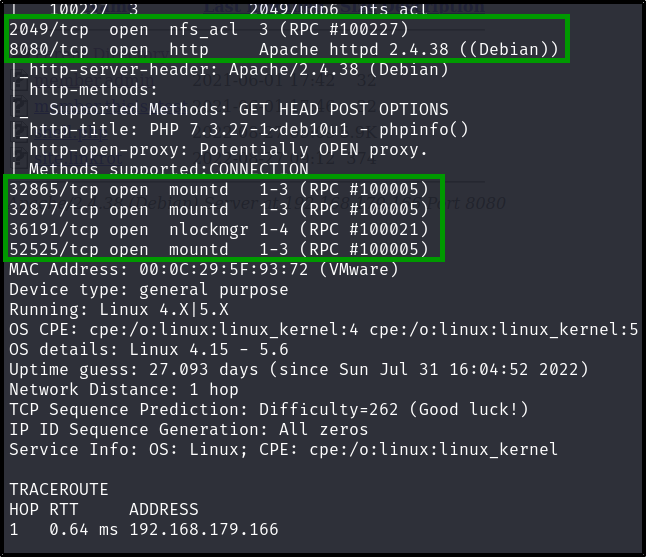 |   100227  3           2049/udp6  nfs_acl
2049/tcp  open  nfs_acl  3 (RPC #100227)
8080/tcp  open  http     Apache httpd 2.4.38 ((Debian))
|_http-server-header: Apache/2.4.38 (Debian)
| http-methods:
|_  Supported Methods: GET HEAD POST OPTIONS
|_http-title: PHP 7.3.27-1~deb10u1 - phpinfo()
| http-open-proxy: Potentially OPEN proxy.
|_Methods supported:CONNECTION
32865/tcp open  mountd   1-3 (RPC #100005)
32877/tcp open  mountd   1-3 (RPC #100005)
36191/tcp open  nlockmgr 1-4 (RPC #100021)
52525/tcp open  mountd   1-3 (RPC #100005)
MAC Address: 00:0C:29:5F:93:72 (VMware)
Device type: general purpose
Running: Linux 4.X|5.X
OS CPE: cpe:/o:linux:linux_kernel:4 cpe:/o:linux:linux_kernel:5
OS details: Linux 4.15 - 5.6
Uptime guess: 27.093 days (since Sun Jul 31 16:04:52 2022)
Network Distance: 1 hop
TCP Sequence Prediction: Difficulty=262 (Good luck!)
IP ID Sequence Generation: All zeros
Service Info: OS: Linux; CPE: cpe:/o:linux:linux_kernel
TRACEROUTE
HOP RTT     ADDRESS
1   0.64 ms 192.168.179.166